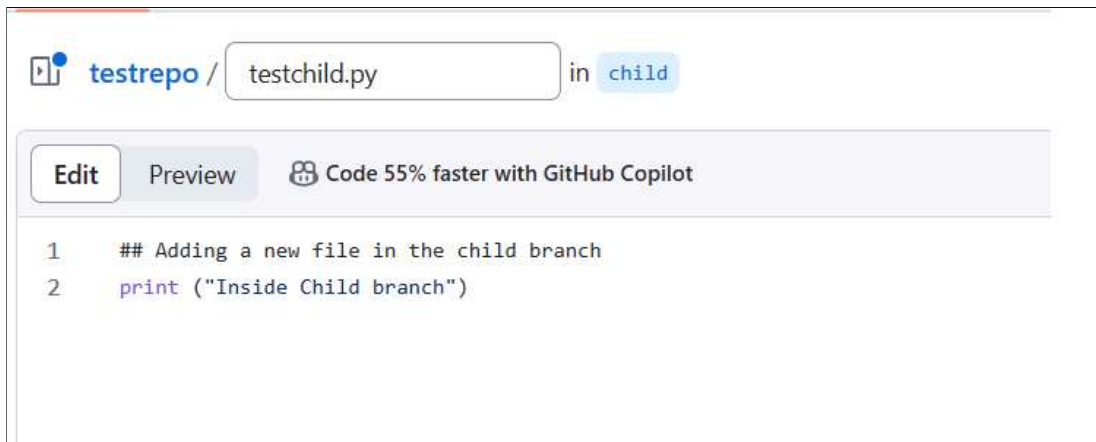 testrepo / testchild.py in child
Edit Preview Code 55% faster with GitHub Copilot
1 ## Adding a new file in the child branch
2 print ("Inside Child branch")